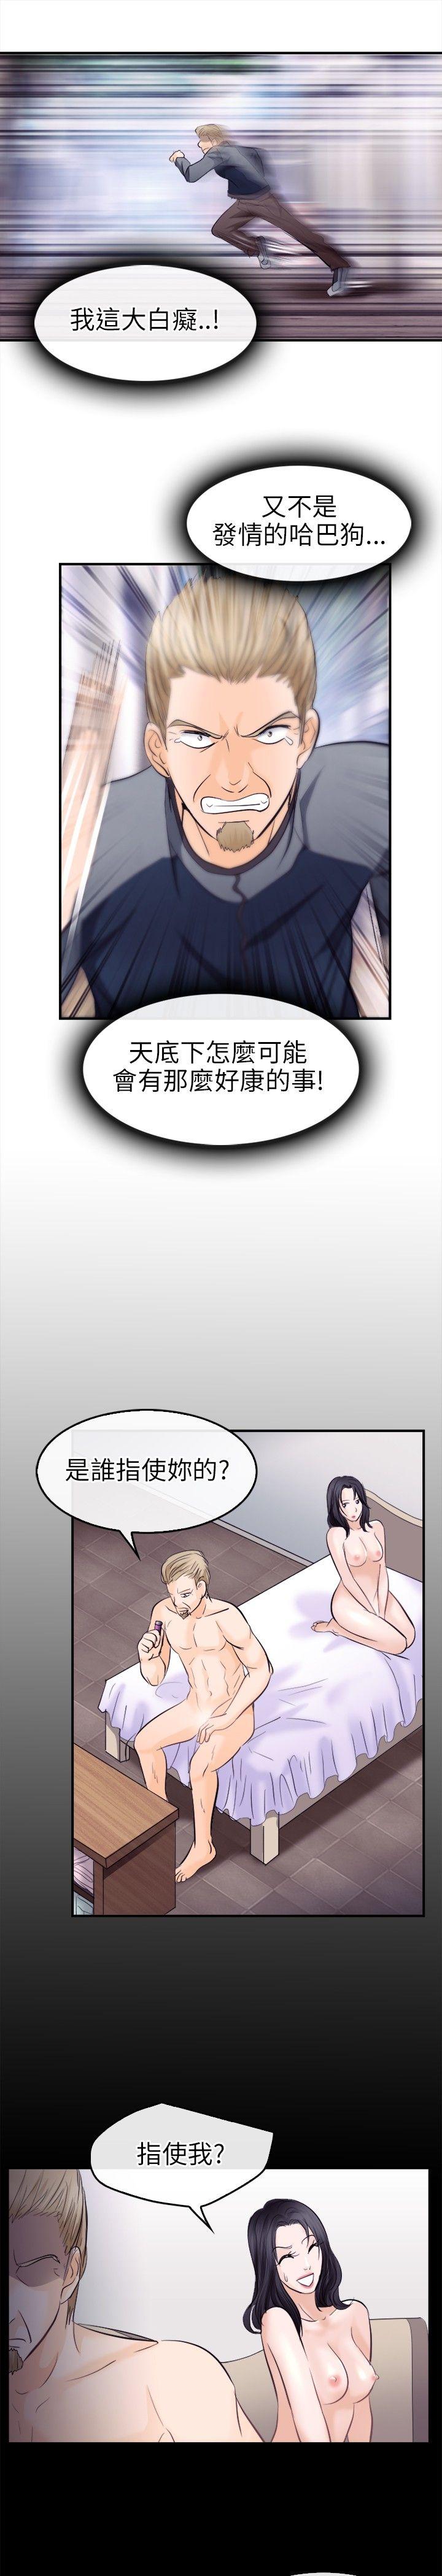 我這大白癡..!
又不是
發情的哈巴狗...
天底下怎麼可能
會有那麼好康的事!
是誰指使妳的?
指使我?